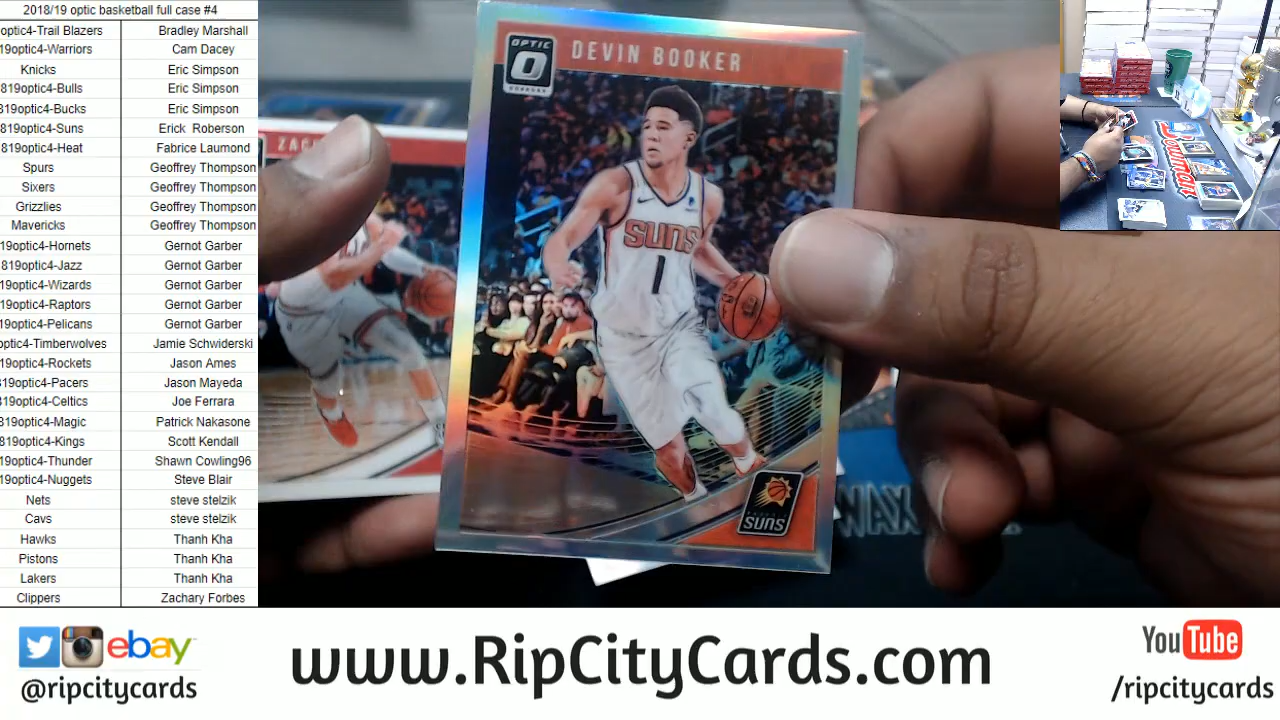 2018/19 optic basketball full case #4
optic4-Trail Blazers Bradley Marshall
19optic4-Warriors Cam Dacey
Knicks Eric Simpson
819optic4-Bulls Eric Simpson
819optic4-Bucks Eric Simpson
819optic4-Suns Erick Roberson
819optic4-Heat Fabrice Laumond
Spurs Geoffrey Thompson
Sixers Geoffrey Thompson
Grizzlies Geoffrey Thompson
Mavericks Geoffrey Thompson
19optic4-Hornets Gernot Garber
819optic4-Jazz Gernot Garber
19optic4-Wizards Gernot Garber
19optic4-Raptors Gernot Garber
19optic4-Pelicans Gernot Garber
optic4-Timberwolves Jamie Schwiderski
19optic4-Rockets Jason Ames
819optic4-Pacers Jason Mayeda
819optic4-Celtics Joe Ferrara
819optic4-Magic Patrick Nakasone
819optic4-Kings Scott Kendall
19optic4-Thunder Shawn Cowling96
19optic4-Nuggets Steve Blair
Nets steve stelzik
Cavs steve stelzik
Hawks Thanh Kha
Pistons Thanh Kha
Lakers Thanh Kha
Clippers Zachary Forbes
OPTIC
DONRUSS
DEVIN BOOKER
ZAC
SUNS
1
SUNS
WAX
BOWMAN
ebay
@ripcitycards
www.RipCityCards.com
YouTube
/ripcitycards